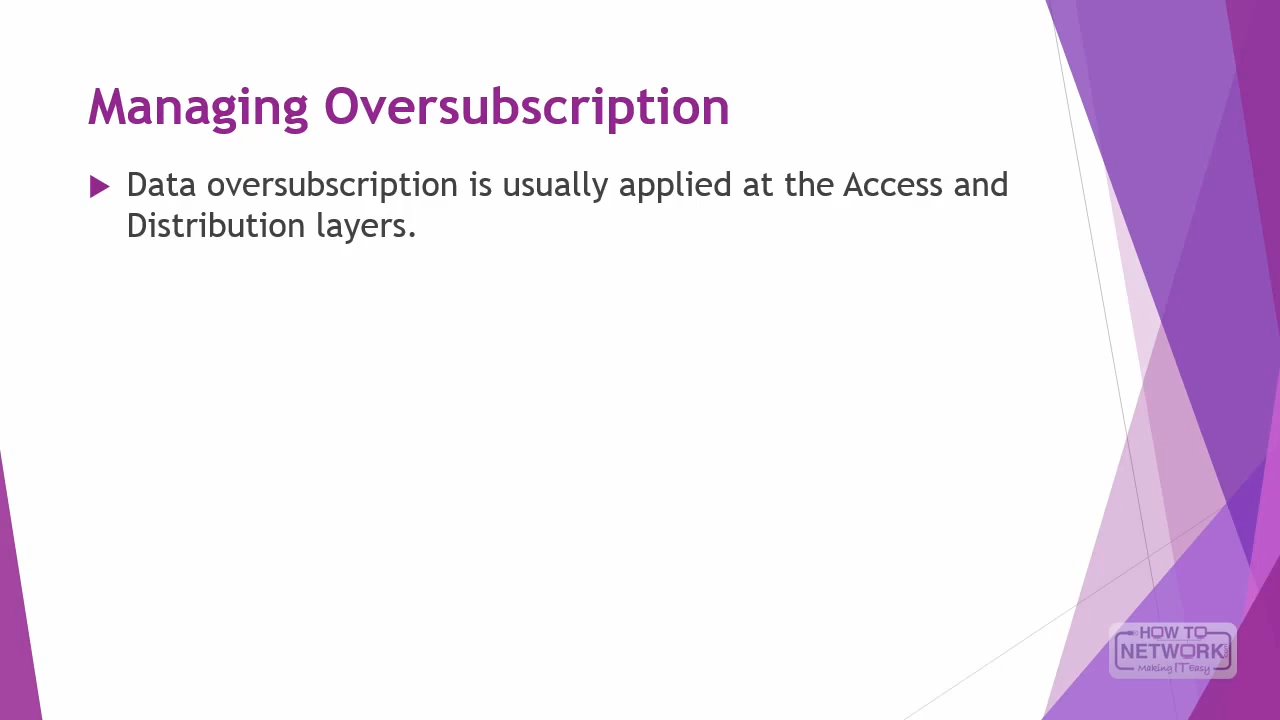 Managing Oversubscription
Data oversubscription is usually applied at the Access and
Distribution layers.
HOW TO
NETWORK
Making IT Easy